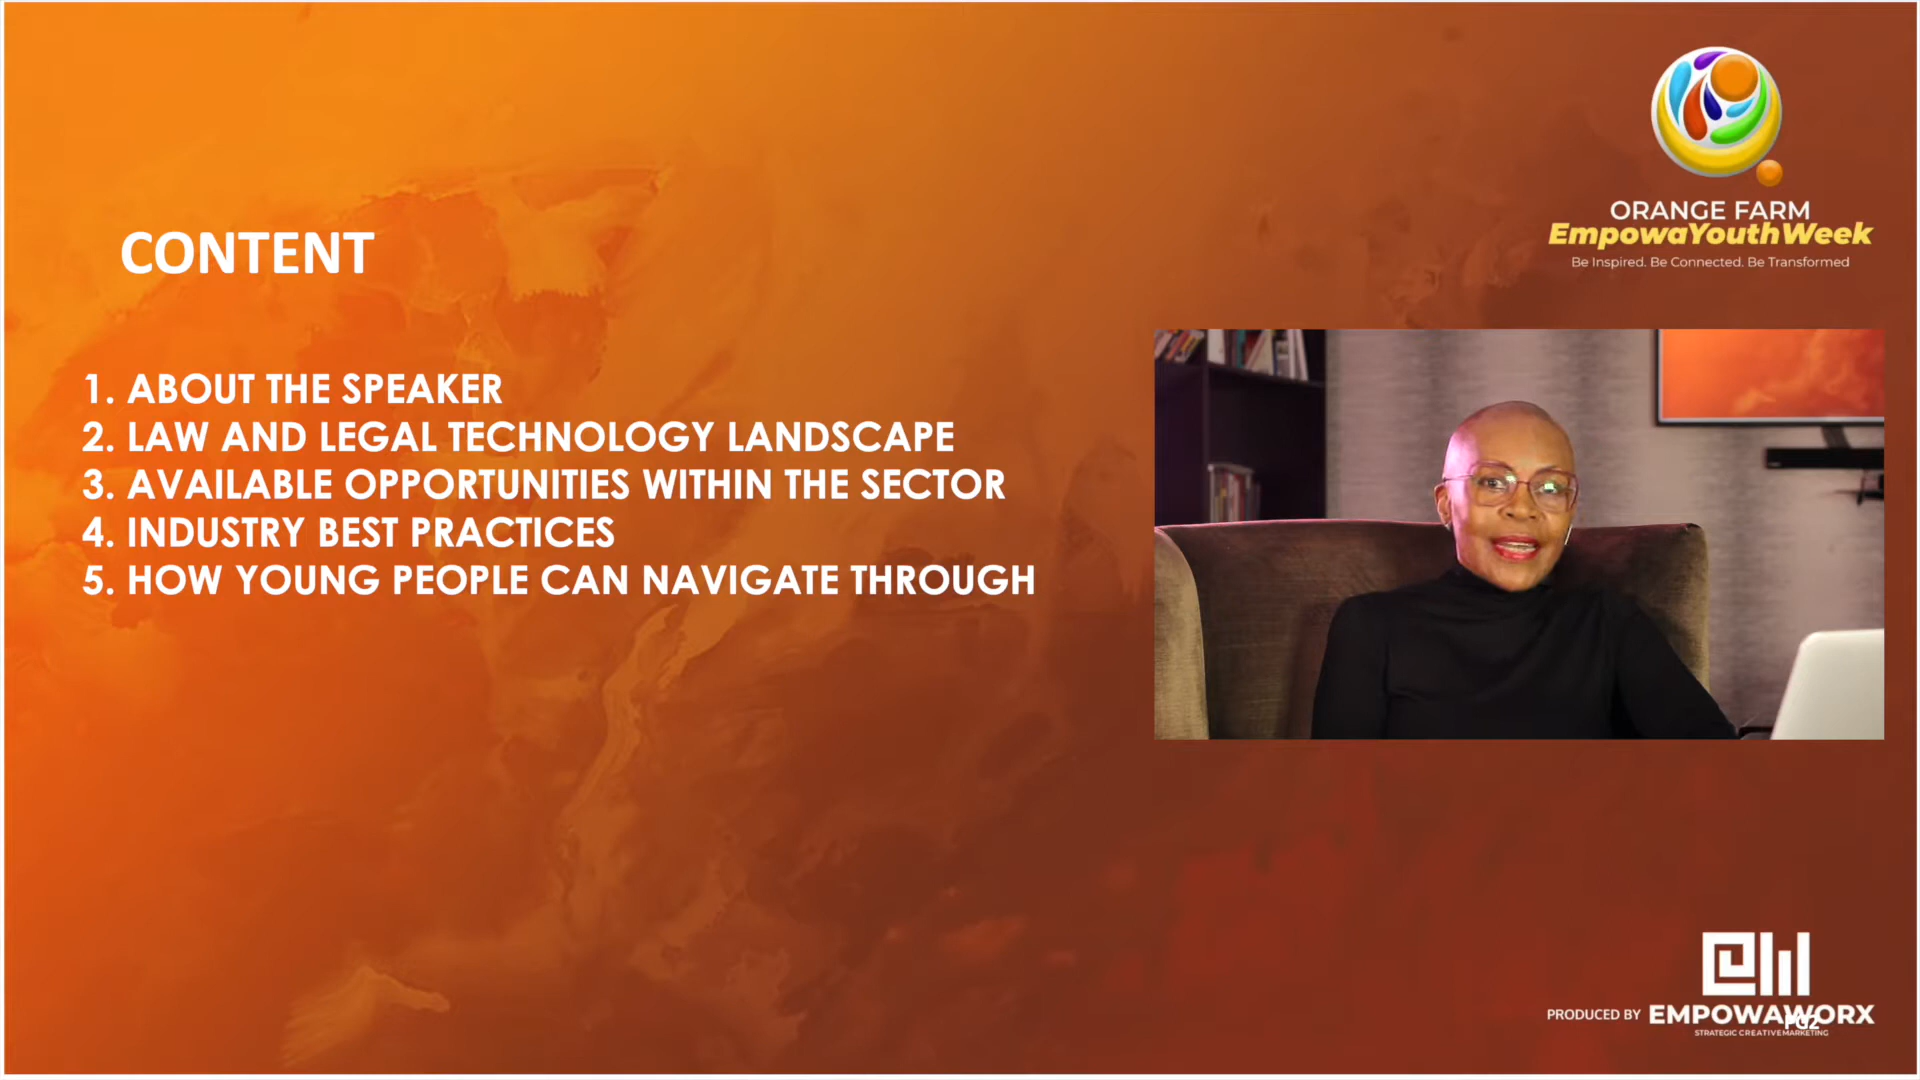 ORANGE FARM
EmpowaYouthWeek
Be Inspired. Be Connected. Be Transformed
CONTENT
1. ABOUT THE SPEAKER
2. LAW AND LEGAL TECHNOLOGY LANDSCAPE
3. AVAILABLE OPPORTUNITIES WITHIN THE SECTOR
4. INDUSTRY BEST PRACTICES
5. HOW YOUNG PEOPLE CAN NAVIGATE THROUGH
PRODUCED BY EMPOWAWORX
PG2
STRATEGIC CREATIVE MARKETING